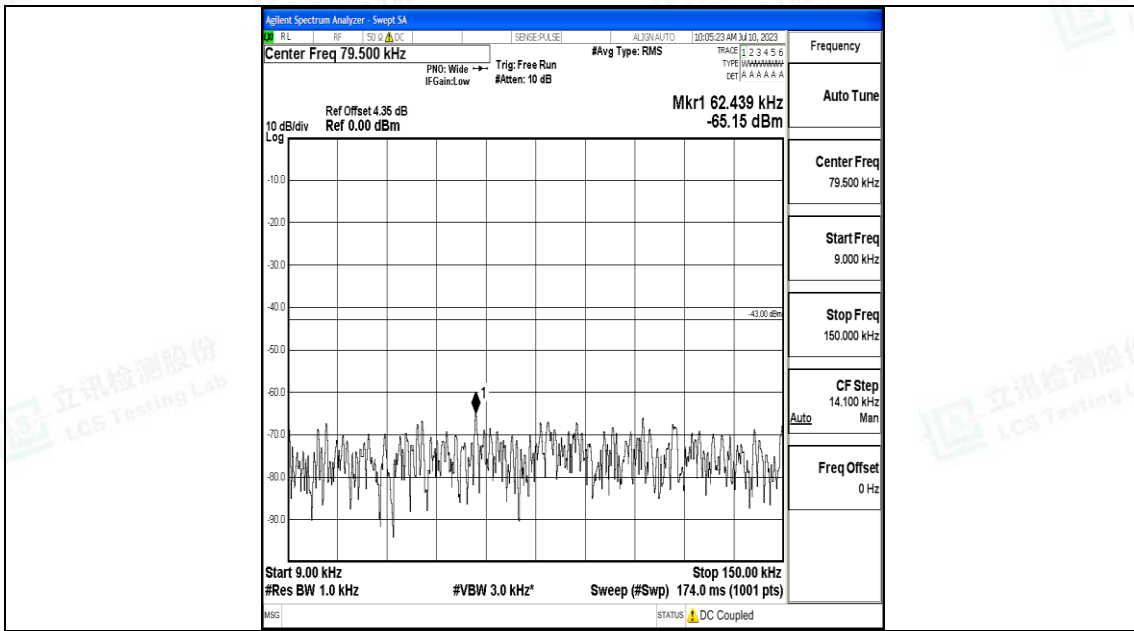 Agilent Spectrum Analyzer - Swept SA
RL RF 50 Ω DC SENSE:PULSE ALIGN AUTO 10:05:23 AM Jul 10, 2023
Center Freq 79.500 kHz
PNO: Wide
IFGain:Low
Trig: Free Run
#Atten: 10 dB
#Avg Type: RMS
TRACE 1 2 3 4 5 6
TYPE
DET A A A A A A
Frequency
Auto Tune
Center Freq
79.500 kHz
Start Freq
9.000 kHz
Stop Freq
150.000 kHz
CF Step
14.100 kHz
Auto Man
Freq Offset
0 Hz
Mkr1 62.439 kHz
-65.15 dBm
Ref Offset 4.35 dB
10 dB/div Ref 0.00 dBm
Log
-10.0
-20.0
-30.0
-40.0
-43.00 dBm
-50.0
-60.0
1
-70.0
-80.0
-90.0
Start 9.00 kHz Stop 150.00 kHz
#Res BW 1.0 kHz #VBW 3.0 kHz* Sweep (#Swp) 174.0 ms (1001 pts)
MSG STATUS DC Coupled
立讯检测股份
LCS Testing Lab
立讯检测股份
LCS Testing L